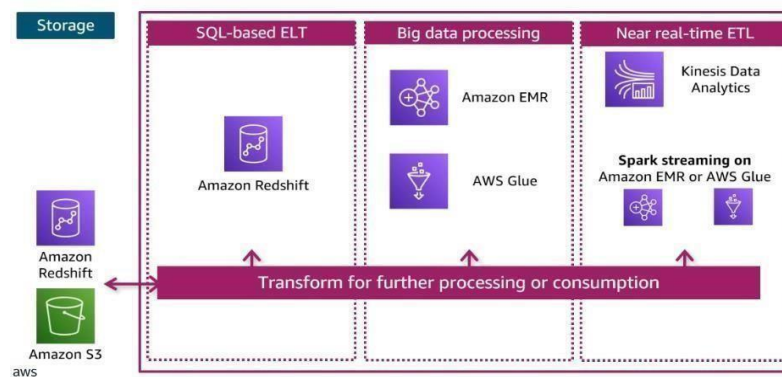 Storage
SQL-based ELT
Big data processing
Near real-time ETL
Amazon Redshift
Amazon EMR
AWS Glue
Kinesis Data
Analytics
Spark streaming on
Amazon EMR or AWS Glue
Amazon
Redshift
Transform for further processing or consumption
Amazon S3
aws